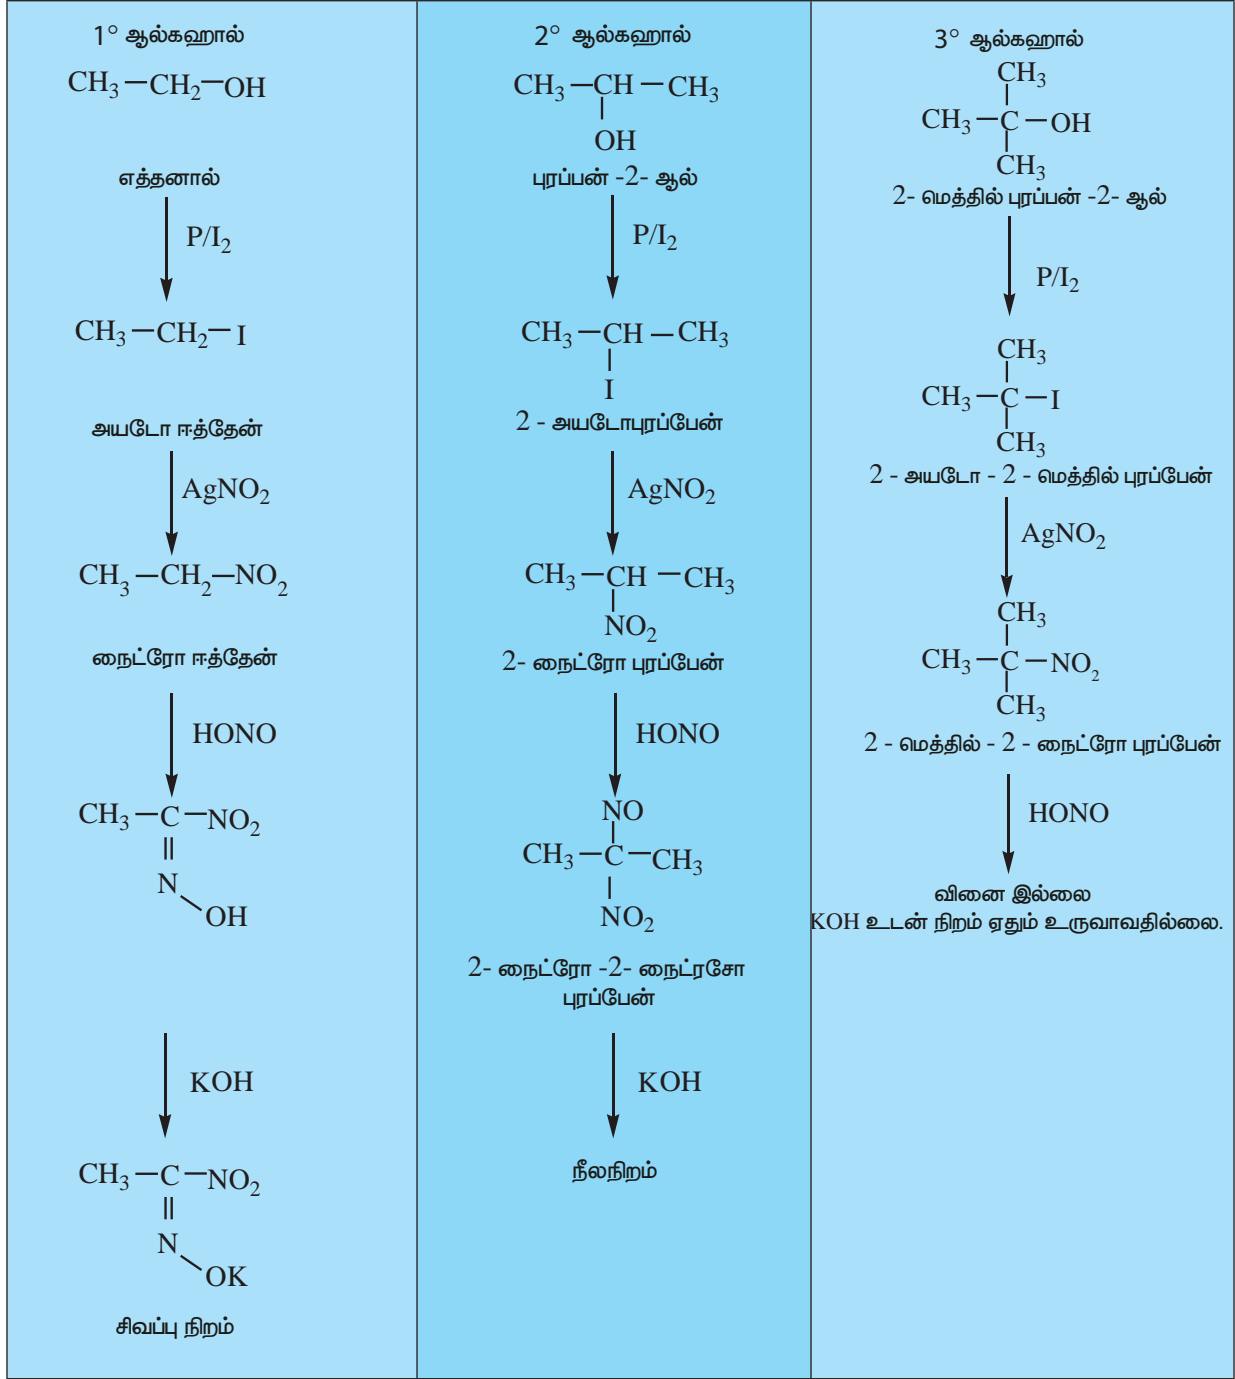 1° ஆல்கஹால்
CH3 — CH2 — OH
எத்தனால்
P/I2
CH3 — CH2 — I
அயடோ ஈத்தேன்
AgNO2
CH3 — CH2 — NO2
நைட்ரோ ஈத்தேன்
HONO
CH3 — C — NO2
||
N
OH
KOH
CH3 — C — NO2
||
N
OK
சிவப்பு நிறம்
2° ஆல்கஹால்
CH3 — CH — CH3
OH
புரப்பன் -2- ஆல்
P/I2
CH3 — CH — CH3
I
2 - அயடோபுரப்பேன்
AgNO2
CH3 — CH — CH3
NO2
2- நைட்ரோ புரப்பேன்
HONO
NO
CH3 — C — CH3
NO2
2- நைட்ரோ -2- நைட்ரசோ
புரப்பேன்
KOH
நீலநிறம்
3° ஆல்கஹால்
CH3
CH3 — C — OH
CH3
2- மெத்தில் புரப்பன் -2- ஆல்
P/I2
CH3
CH3 — C — I
CH3
2 - அயடோ - 2 - மெத்தில் புரப்பேன்
AgNO2
CH3
CH3 — C — NO2
CH3
2 - மெத்தில் - 2 - நைட்ரோ புரப்பேன்
HONO
வினை இல்லை
KOH உடன் நிறம் ஏதும் உருவாவதில்லை.